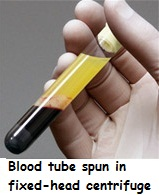 Blood tube spun in
fixed-head centrifuge